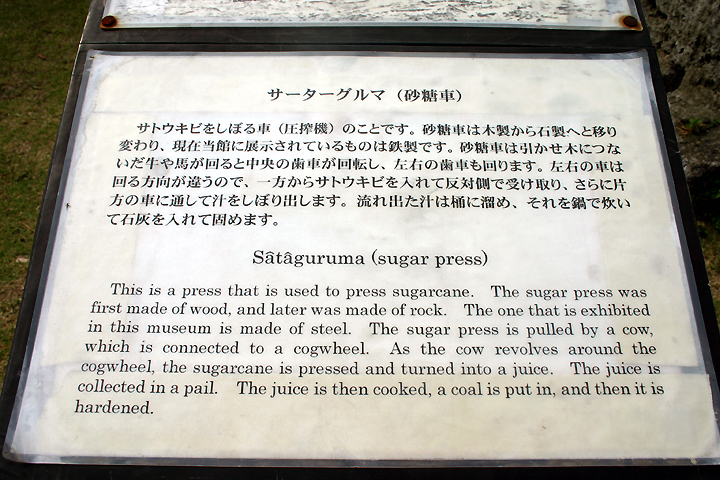 サーターグルマ（砂糖車）
サトウキビをしぼる車（圧搾機）のことです。砂糖車は木製から石製へと移り
変わり、現在当館に展示されているものは鉄製です。砂糖車は引かせ木につな
いだ牛や馬が回ると中央の歯車が回転し、左右の歯車も回ります。左右の車は
回る方向が違うので、一方からサトウキビを入れて反対側で受け取り、さらに片
方の車に通して汁をしぼり出します。流れ出た汁は桶に溜め、それを鍋で炊い
て石灰を入れて固めます。
Sâtâguruma (sugar press)
This is a press that is used to press sugarcane. The sugar press was
first made of wood, and later was made of rock. The one that is exhibited
in this museum is made of steel. The sugar press is pulled by a cow,
which is connected to a cogwheel. As the cow revolves around the
cogwheel, the sugarcane is pressed and turned into a juice. The juice is
collected in a pail. The juice is then cooked, a coal is put in, and then it is
hardened.